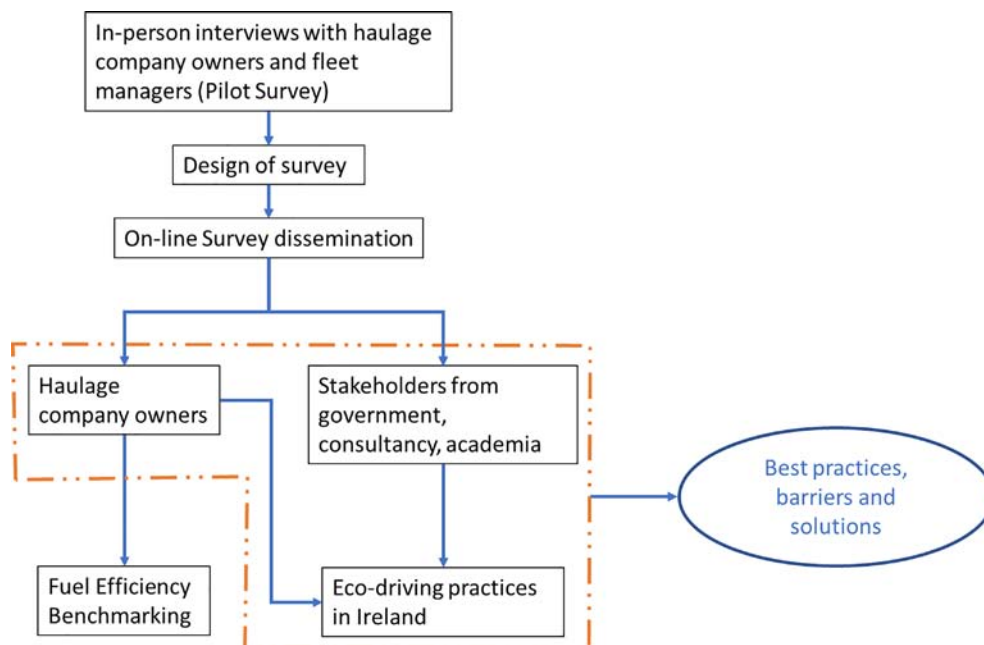 In-person interviews with haulage
company owners and fleet
managers (Pilot Survey)
Design of survey
On-line Survey dissemination
Haulage
company owners
Stakeholders from
government,
consultancy, academia
Best practices,
barriers and
solutions
Fuel Efficiency
Benchmarking
Eco-driving practices
in Ireland